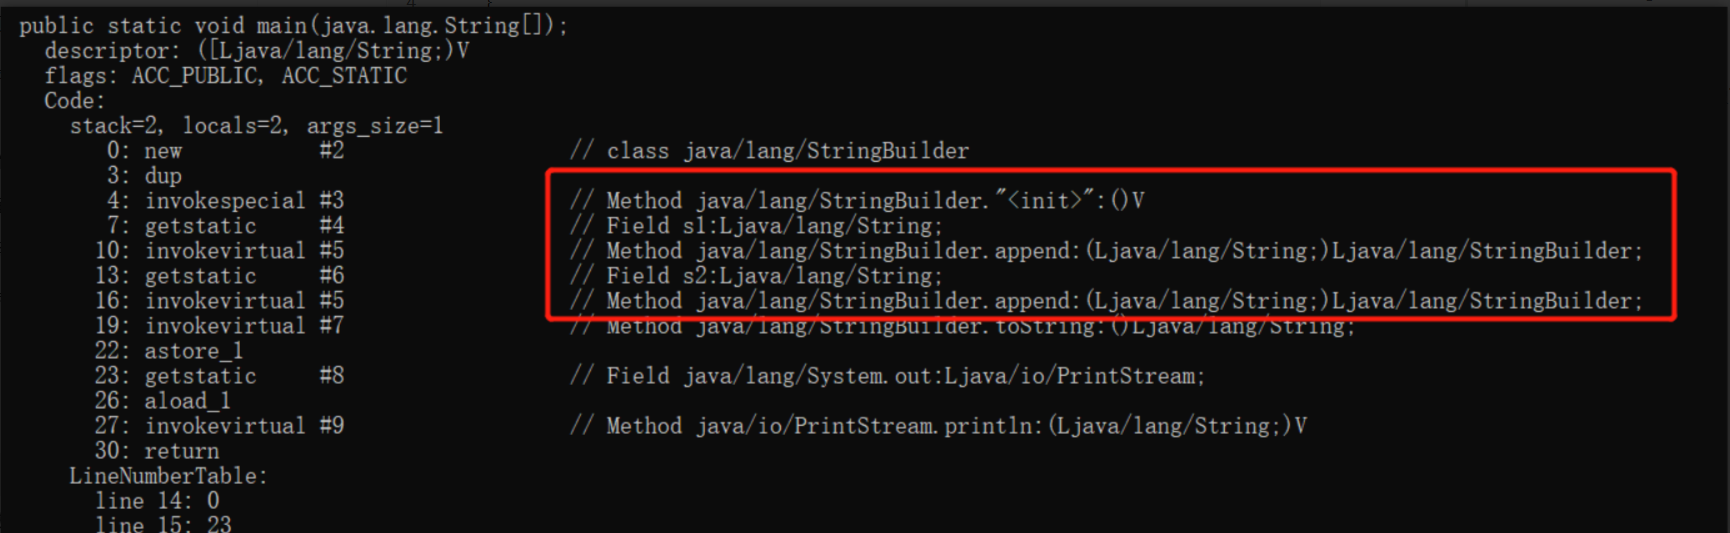 public static void main(java.lang.String[]);
descriptor: ([Ljava/lang/String;)V
flags: ACC_PUBLIC, ACC_STATIC
Code:
stack=2, locals=2, args_size=1
0: new #2 // class java/lang/StringBuilder
3: dup
4: invokespecial #3 // Method java/lang/StringBuilder."<init>":()V
7: getstatic #4 // Field s1:Ljava/lang/String;
10: invokevirtual #5 // Method java/lang/StringBuilder.append:(Ljava/lang/String;)Ljava/lang/StringBuilder;
13: getstatic #6 // Field s2:Ljava/lang/String;
16: invokevirtual #5 // Method java/lang/StringBuilder.append:(Ljava/lang/String;)Ljava/lang/StringBuilder;
19: invokevirtual #7 // Method java/lang/StringBuilder.toString:()Ljava/lang/String;
22: astore_1
23: getstatic #8 // Field java/lang/System.out:Ljava/io/PrintStream;
26: aload_1
27: invokevirtual #9 // Method java/io/PrintStream.println:(Ljava/lang/String;)V
30: return
LineNumberTable:
line 14: 0
line 15: 23